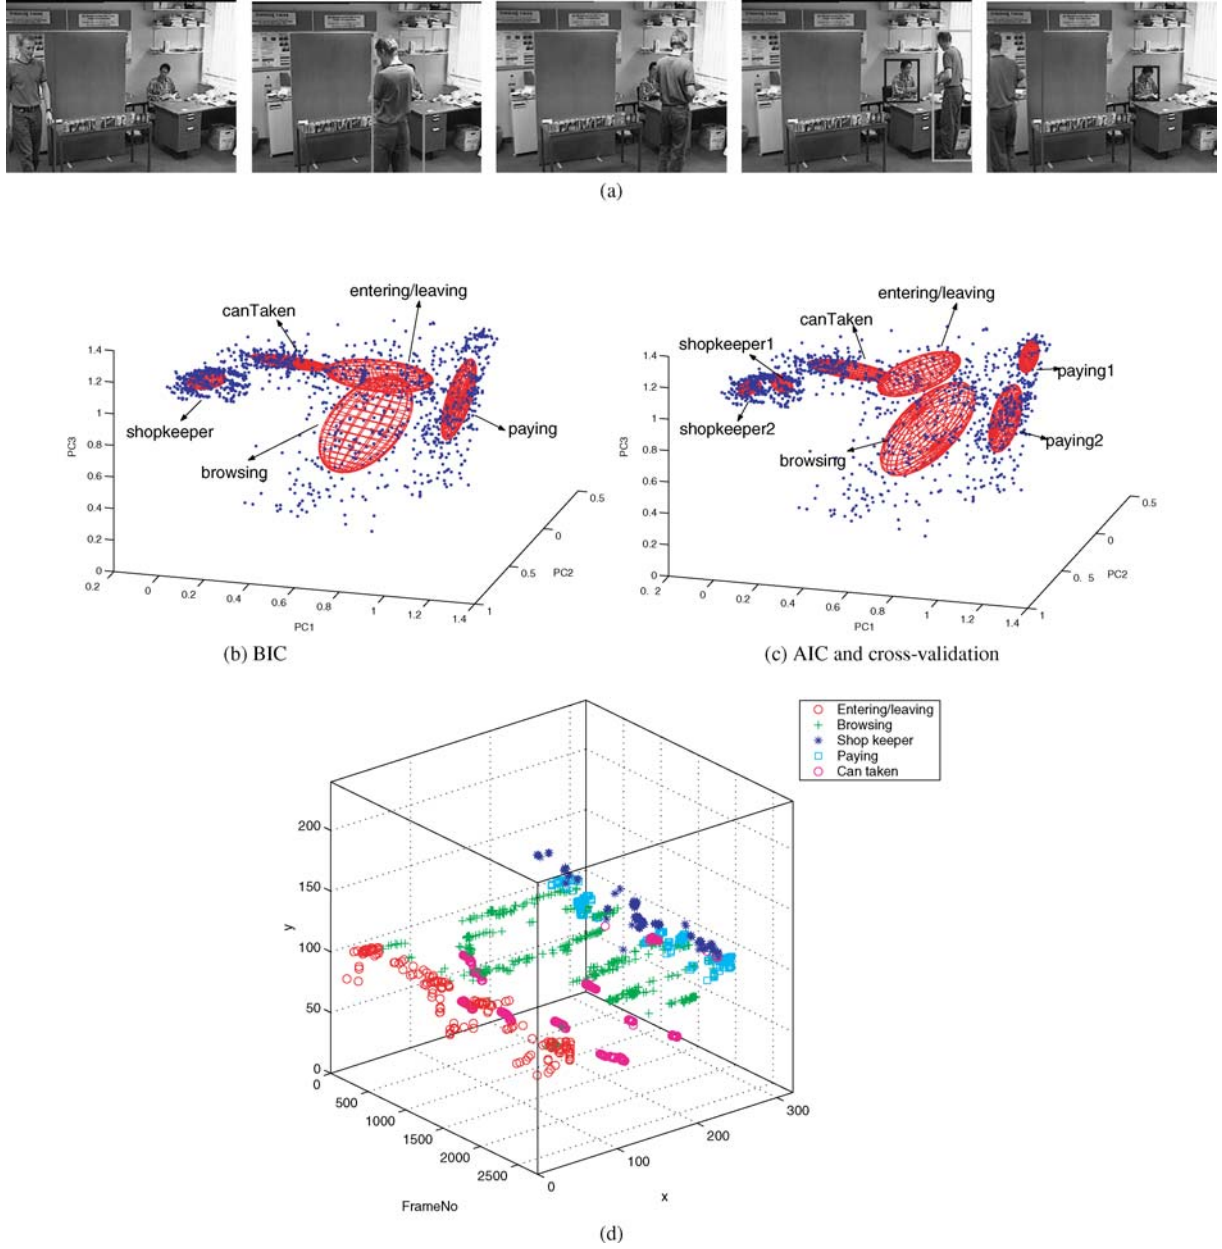 (a)
entering/leaving
canTaken
shopkeeper
browsing
paying
1.4
1.2
1
0.8
0.6
0.4
0.2
0
PC3
0.2
0
0.2
0.4
0.6
0.8
1
1.2
1.4
PC1
0.5
0
0.5
1
PC2
(b) BIC
entering/leaving
canTaken
shopkeeper1
shopkeeper2
browsing
paying1
paying2
1.4
1.2
1
0.8
0.6
0.4
0.2
0
PC3
0. 2
0
0.2
0.4
0.6
0.8
1
1.2
1.4
PC1
0.5
0
0. 5
1
PC2
(c) AIC and cross-validation
Entering/leaving
Browsing
Shop keeper
Paying
Can taken
200
150
100
50
0
y
0
500
1000
1500
2000
2500
FrameNo
0
100
200
300
x
(d)